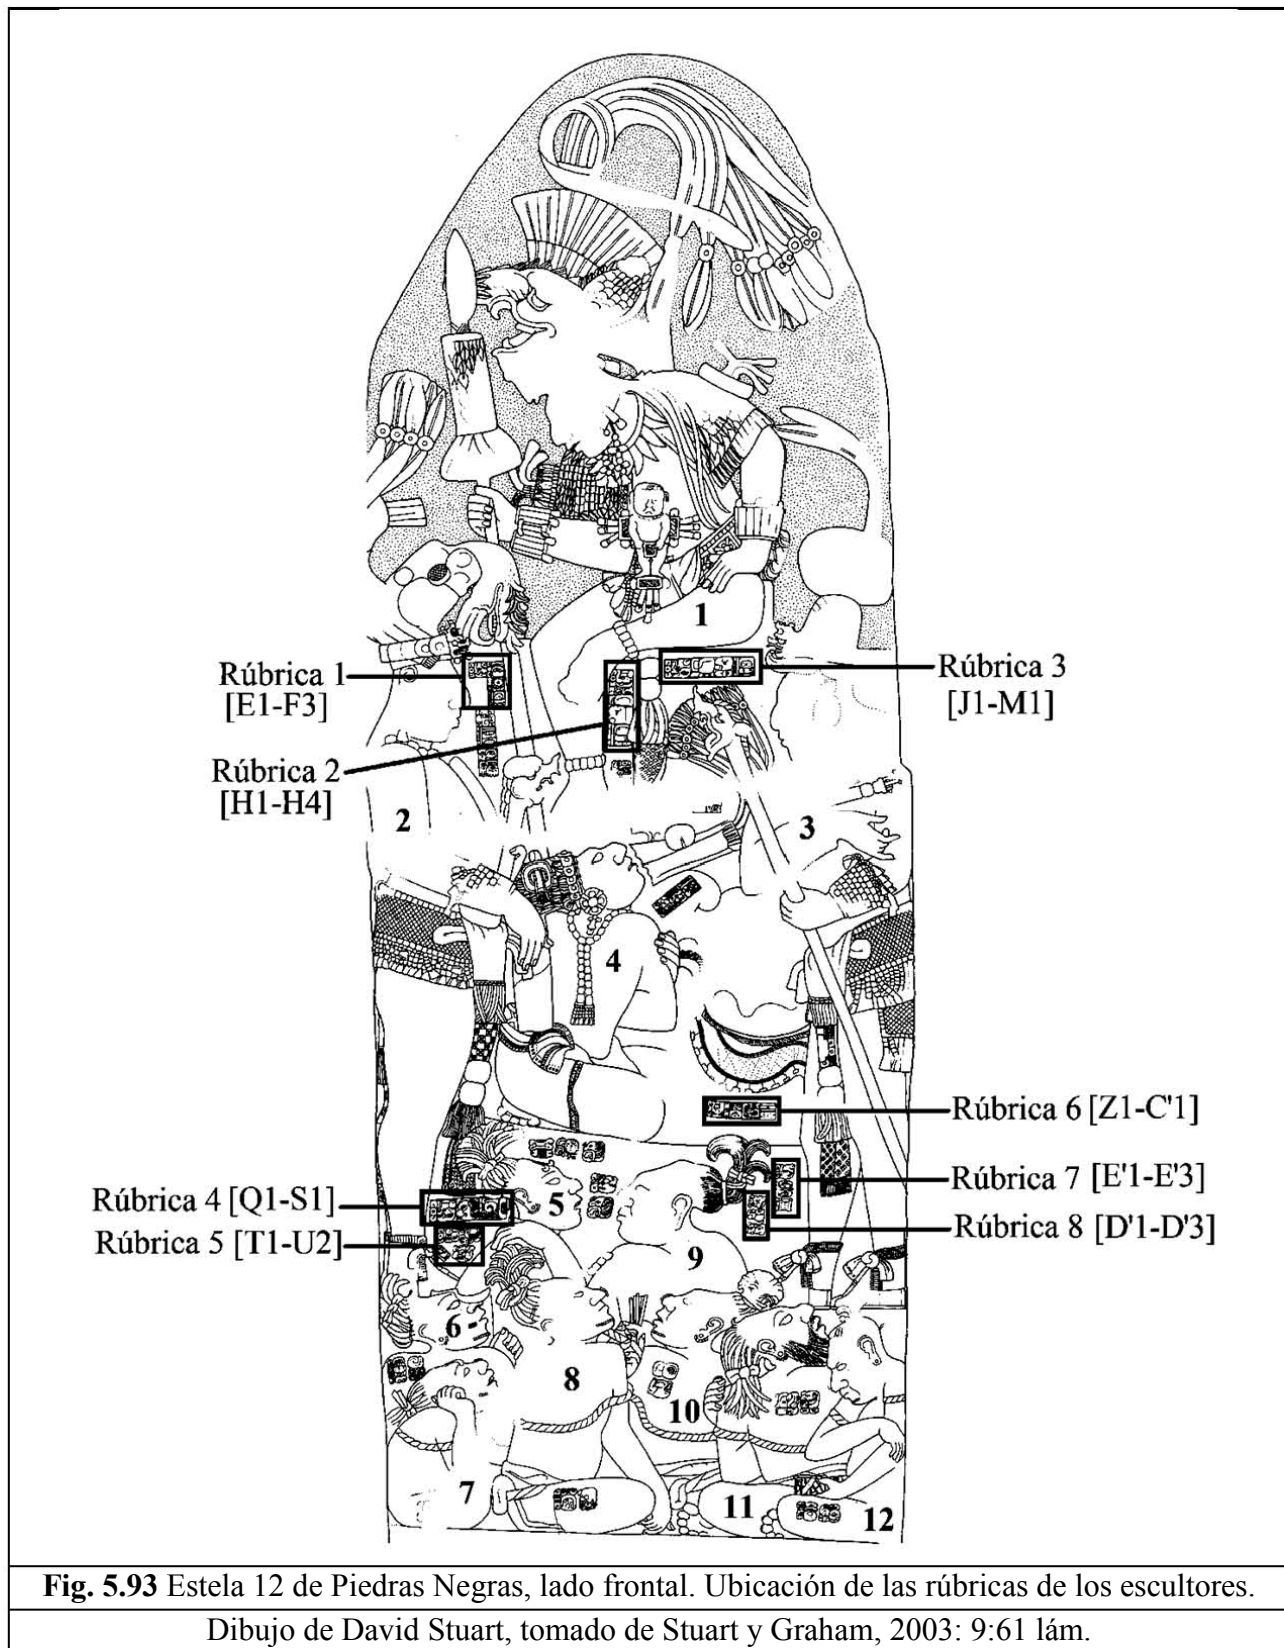 1
Rúbrica 1
[E1-F3]
Rúbrica 3
[J1-M1]
Rúbrica 2
[H1-H4]
2
3
4
Rúbrica 6 [Z1-C'1]
Rúbrica 7 [E'1-E'3]
Rúbrica 4 [Q1-S1]
5
Rúbrica 8 [D'1-D'3]
Rúbrica 5 [T1-U2]
9
6
8
10
7
11
12
Fig. 5.93 Estela 12 de Piedras Negras, lado frontal. Ubicación de las rúbricas de los escultores.
Dibujo de David Stuart, tomado de Stuart y Graham, 2003: 9:61 lám.